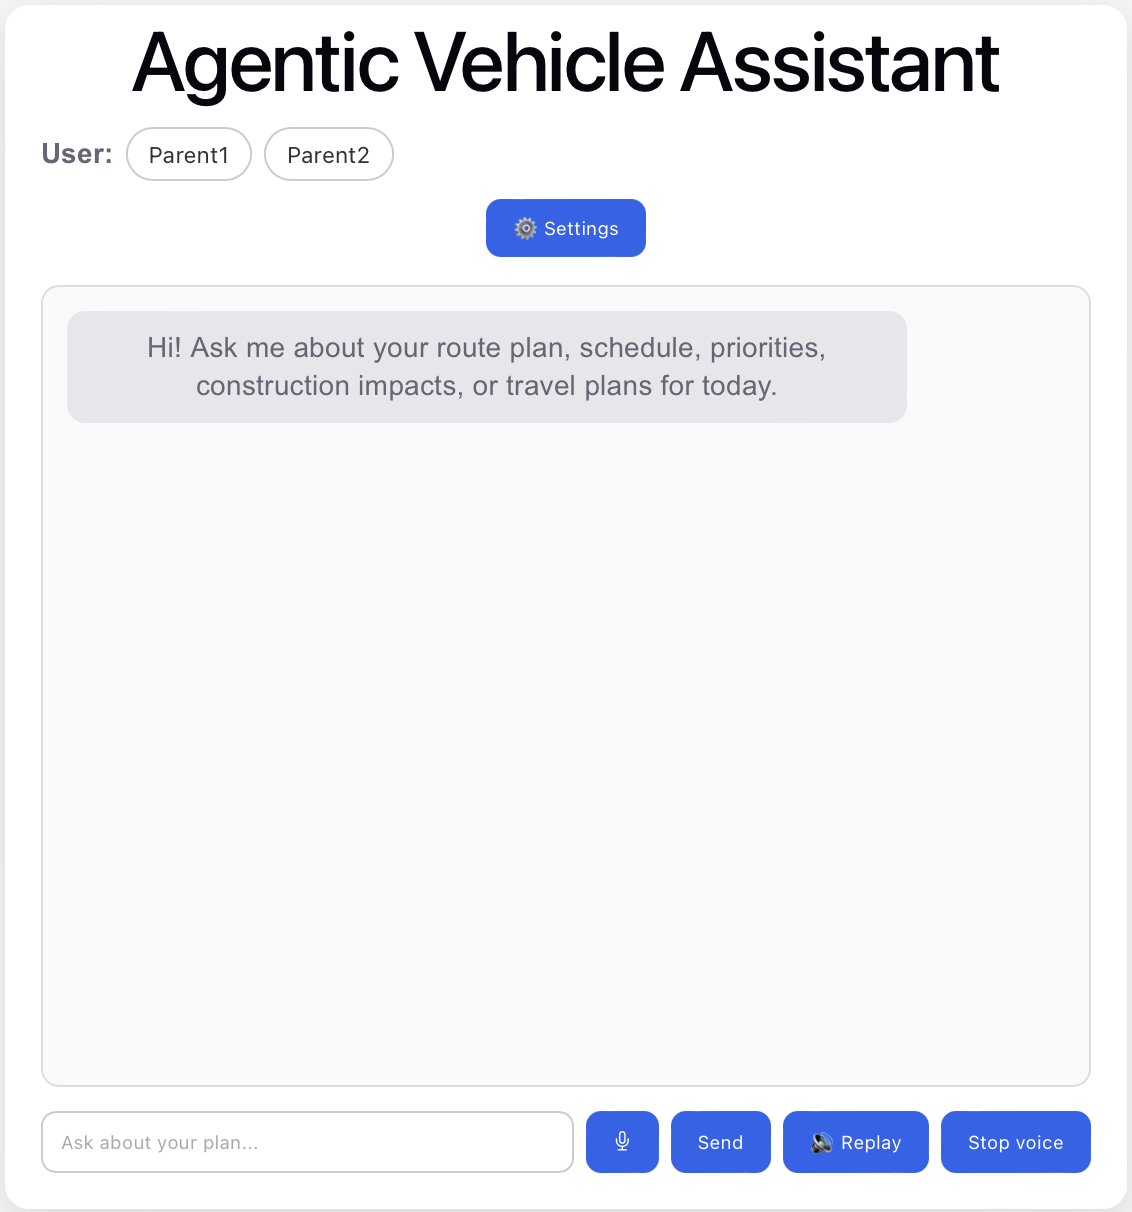 Agentic Vehicle Assistant
User: Parent1 Parent2
Settings
Hi! Ask me about your route plan, schedule, priorities,
construction impacts, or travel plans for today.
Ask about your plan... Send Replay Stop voice